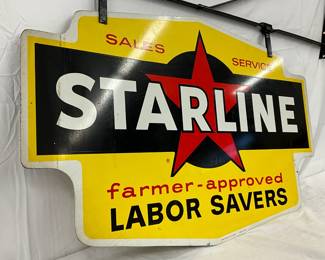 SALES
SERVICE
STARLINE
farmer-approved
LABOR SAVERS